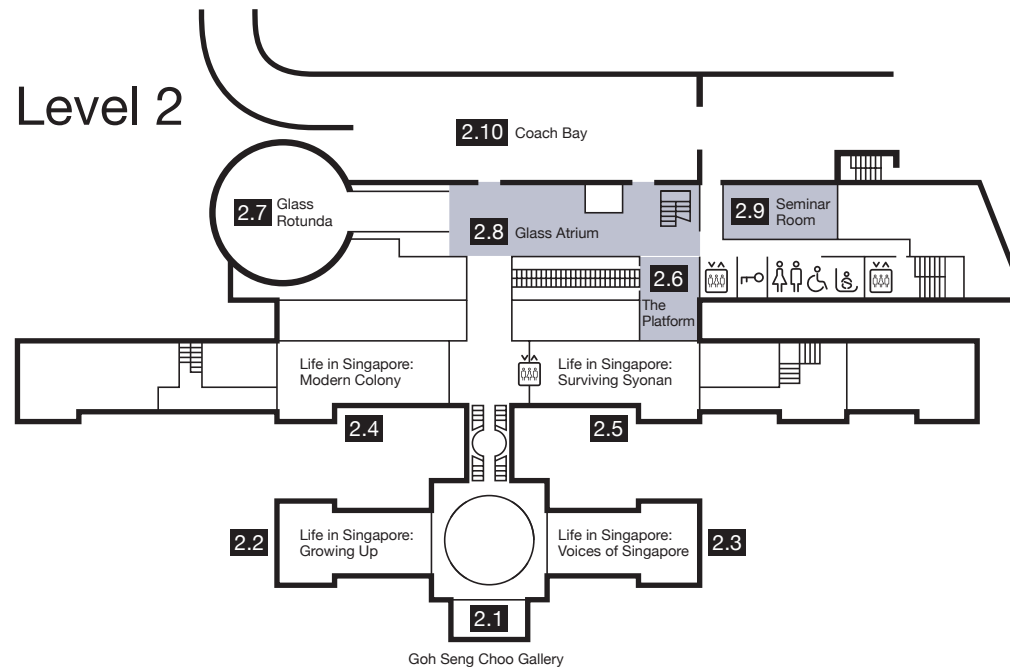 Level 2
2.10 Coach Bay
2.7 Glass
Rotunda
2.8 Glass Atrium
2.9 Seminar
Room
2.6
The
Platform
Life in Singapore:
Modern Colony
Life in Singapore:
Surviving Syonan
2.4
2.5
2.2
Life in Singapore:
Growing Up
Life in Singapore:
Voices of Singapore
2.3
2.1
Goh Seng Choo Gallery